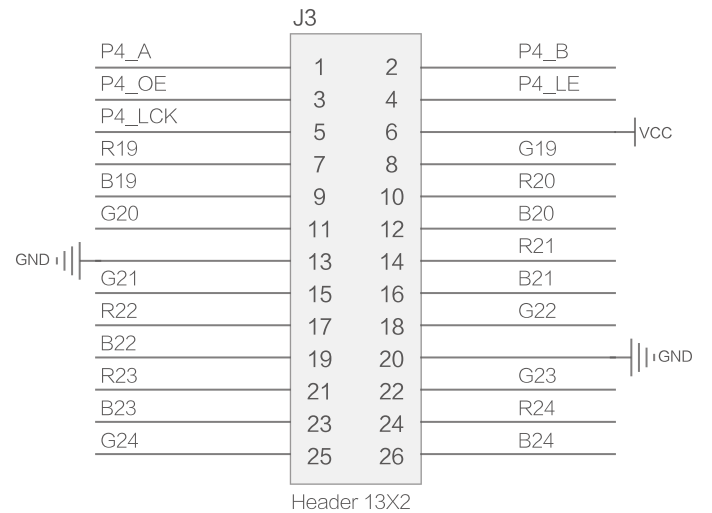 J3
P4_A 1 2 P4_B
P4_OE 3 4 P4_LE
P4_LCK 5 6 VCC
R19 7 8 G19
B19 9 10 R20
G20 11 12 B20
GND 13 14 R21
G21 15 16 B21
R22 17 18 G22
B22 19 20 GND
R23 21 22 G23
B23 23 24 R24
G24 25 26 B24
Header 13X2